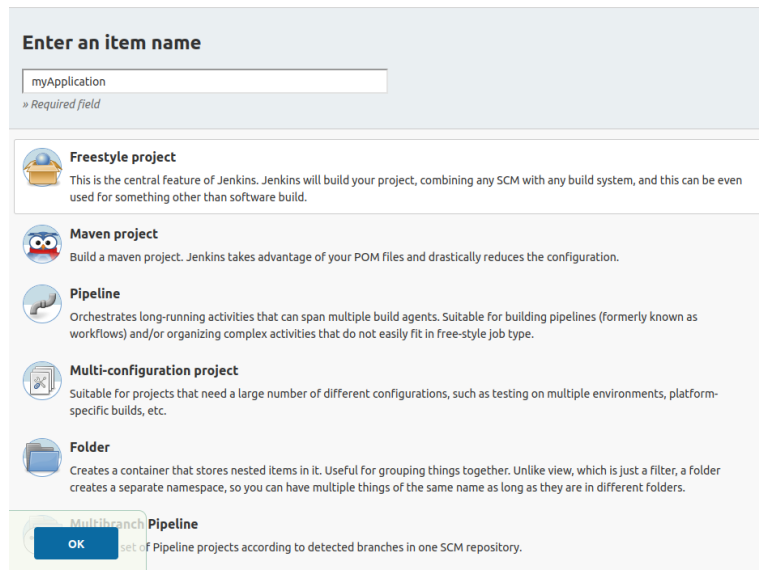 Enter an item name
myApplication
» Required field
Freestyle project
This is the central feature of Jenkins. Jenkins will build your project, combining any SCM with any build system, and this can be even
used for something other than software build.
Maven project
Build a maven project. Jenkins takes advantage of your POM files and drastically reduces the configuration.
Pipeline
Orchestrates long-running activities that can span multiple build agents. Suitable for building pipelines (formerly known as
workflows) and/or organizing complex activities that do not easily fit in free-style job type.
Multi-configuration project
Suitable for projects that need a large number of different configurations, such as testing on multiple environments, platform-
specific builds, etc.
Folder
Creates a container that stores nested items in it. Useful for grouping things together. Unlike view, which is just a filter, a folder
creates a separate namespace, so you can have multiple things of the same name as long as they are in different folders.
Multibranch Pipeline
OK
set of Pipeline projects according to detected branches in one SCM repository.